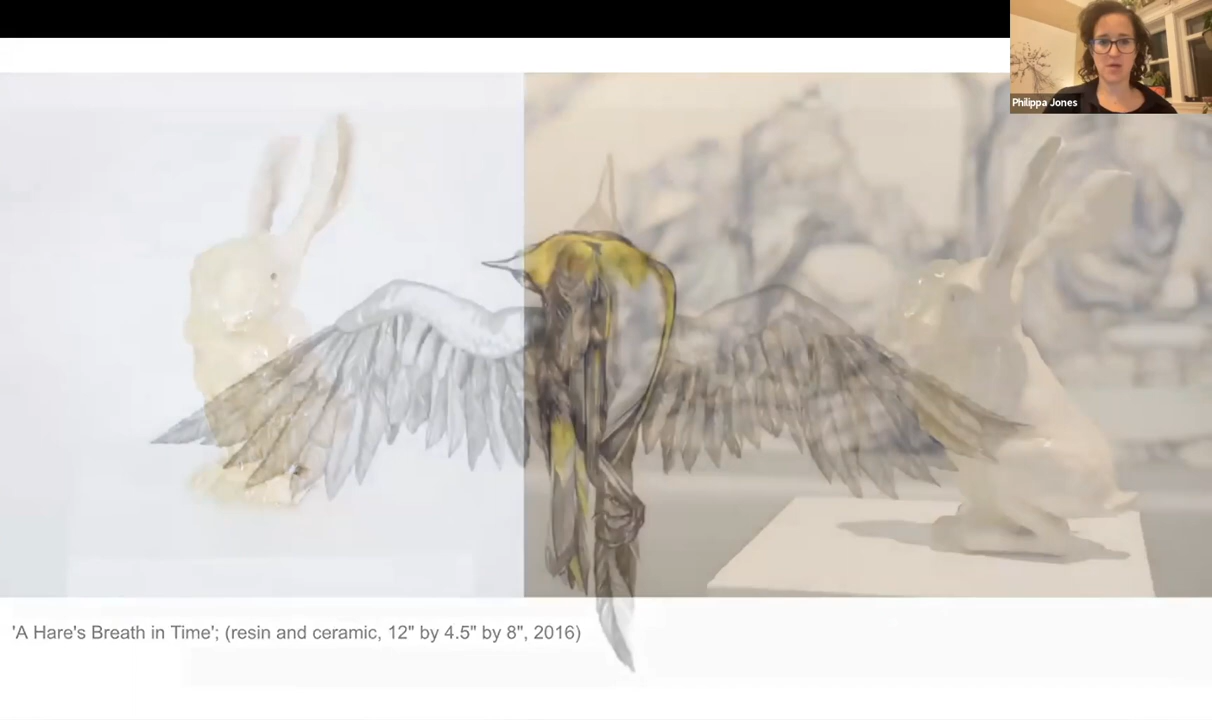 Philippa Jones
'A Hare's Breath in Time'; (resin and ceramic, 12" by 4.5" by 8", 2016)